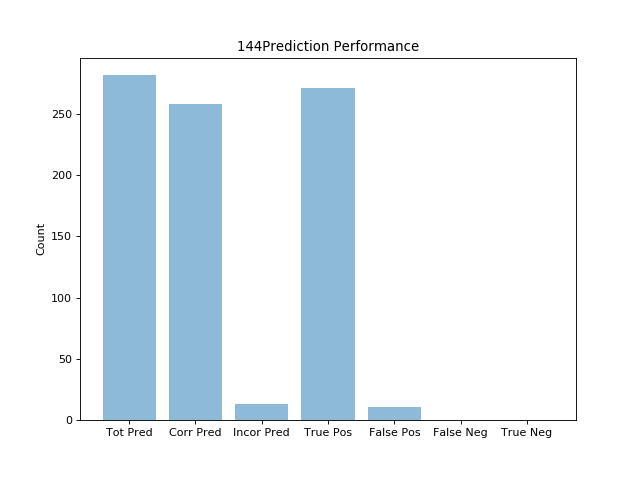 144Prediction Performance
Count
250
200
150
100
50
0
Tot Pred Corr Pred Incor Pred True Pos False Pos False Neg True Neg